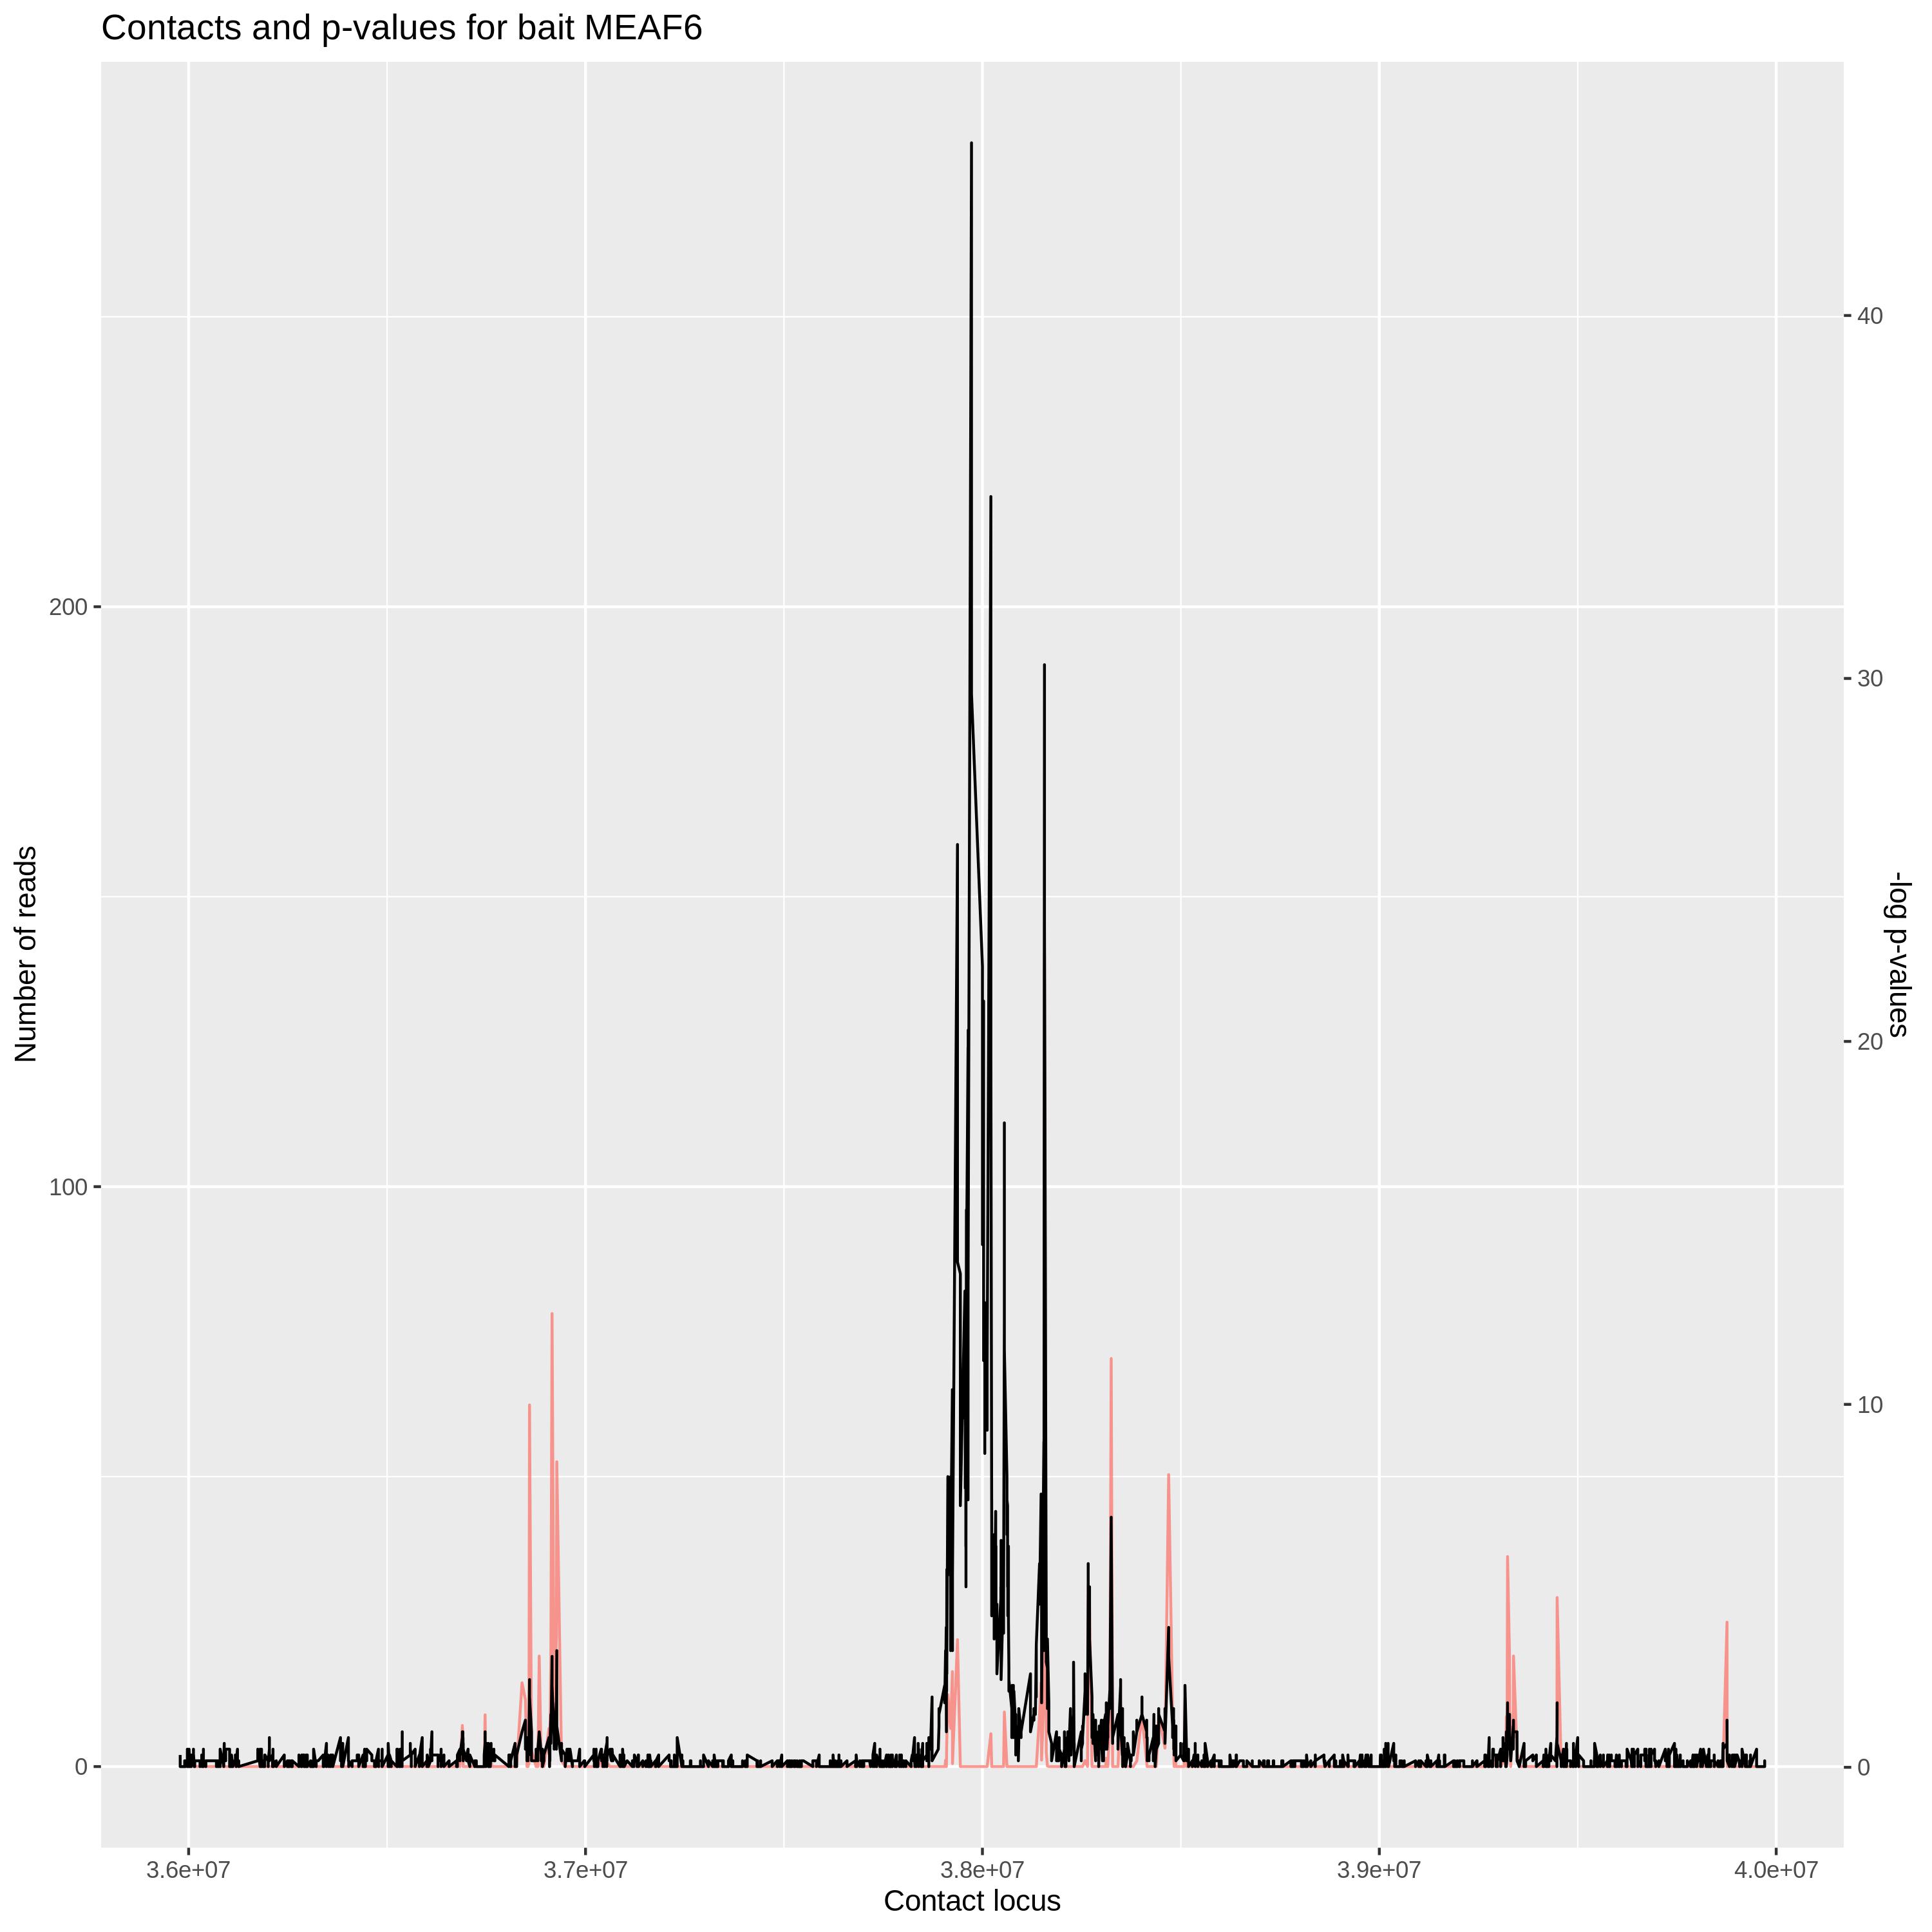 Contacts and p-values for bait MEAF6
Number of reads
200
100
0
40
30
20
10
0
-log p-values
3.6e+07
3.7e+07
3.8e+07
3.9e+07
4.0e+07
Contact locus